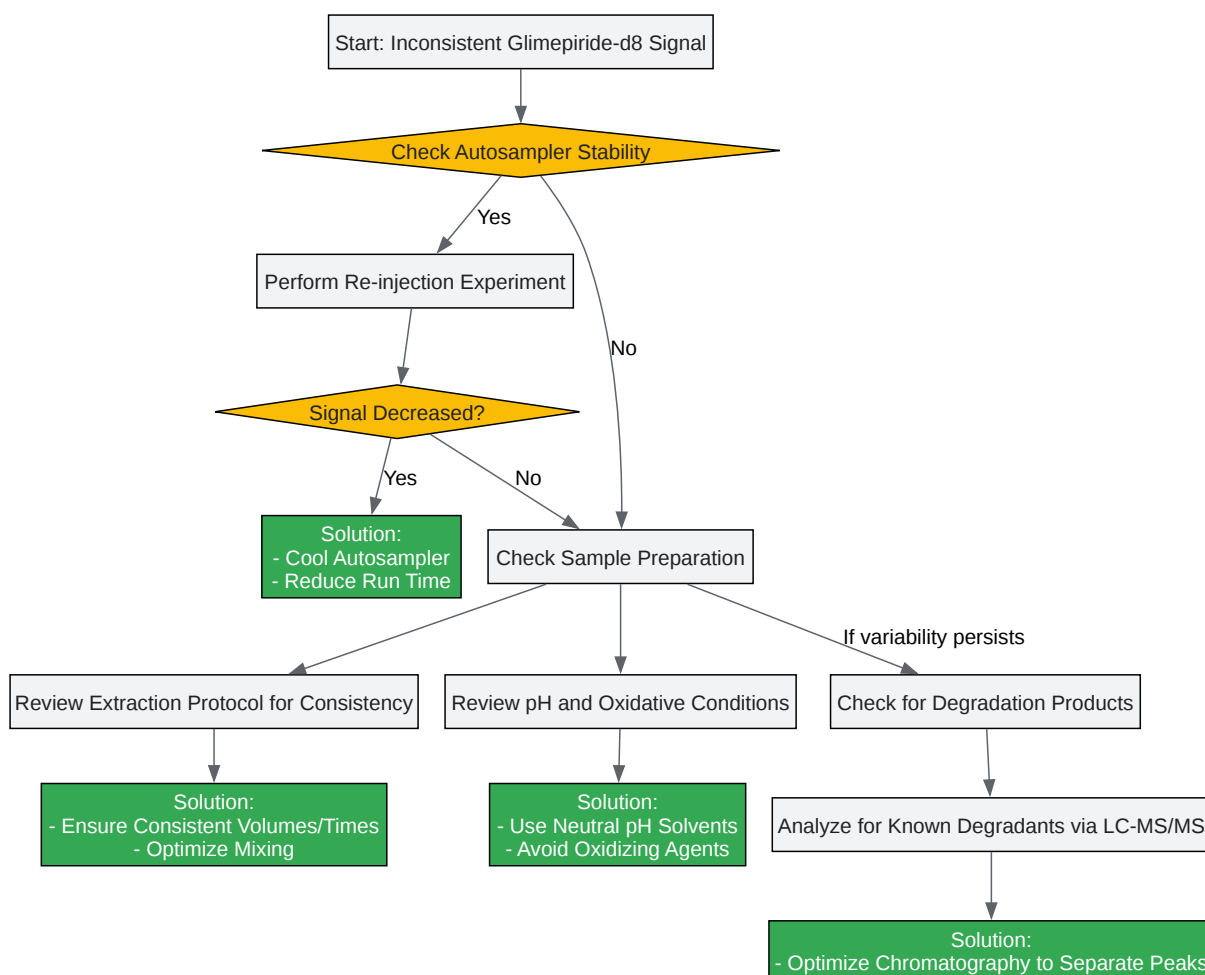 Start: Inconsistent Glimepiride-d8 Signal
Check Autosampler Stability
Yes
Perform Re-injection Experiment
No
Signal Decreased?
Yes
No
Solution:
- Cool Autosampler
- Reduce Run Time
Check Sample Preparation
If variability persists
Review Extraction Protocol for Consistency
Review pH and Oxidative Conditions
Check for Degradation Products
Solution:
- Ensure Consistent Volumes/Times
- Optimize Mixing
Solution:
- Use Neutral pH Solvents
- Avoid Oxidizing Agents
Analyze for Known Degradants via LC-MS/MS
Solution:
- Optimize Chromatography to Separate Peaks